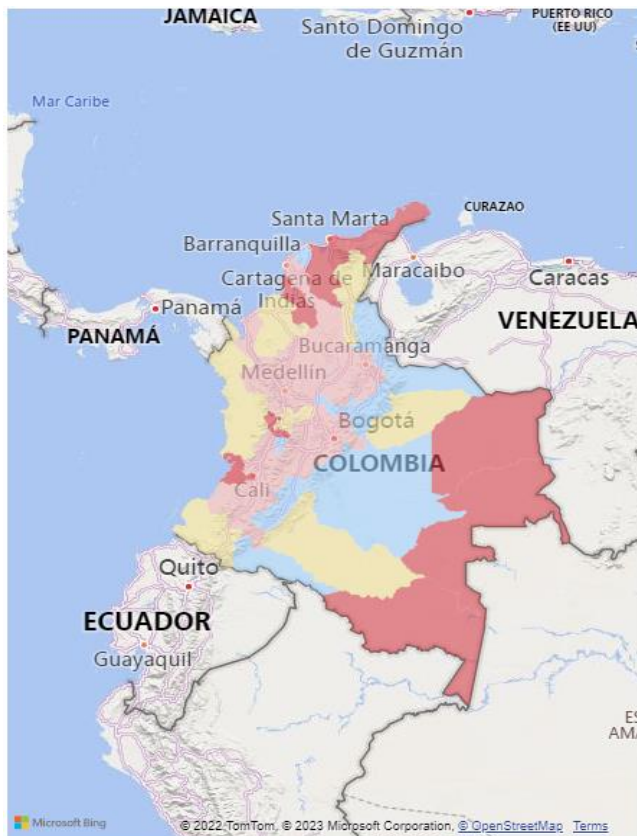 JAMAICA
PUERTO RICO
(EE UU)
Santo Domingo
de Guzmán
Mar Caribe
Santa Marta
CURAZAO
Barranquilla
Cartagena de
Indias
Maracaibo
Caracas
Panamá
PANAMÁ
VENEZUELA
Bucaramanga
Medellín
Bogotá
COLOMBIA
Cali
Quito
ECUADOR
Guayaquil
AMA
Microsoft Bing
© 2022 TomTom, © 2023 Microsoft Corporation, © OpenStreetMap Terms